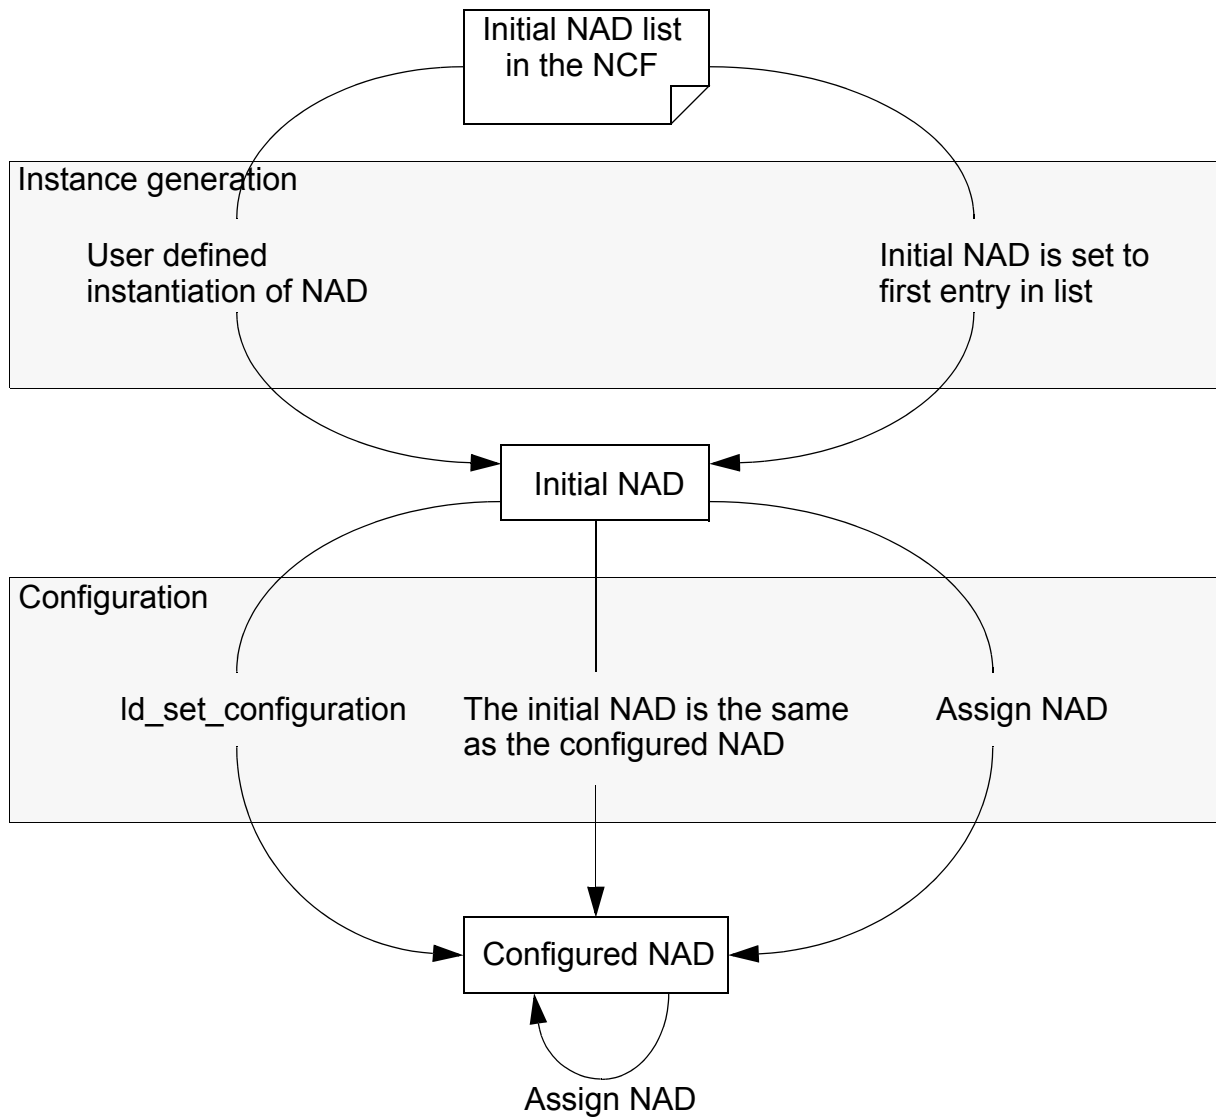 Initial NAD list
in the NCF
Instance generation
User defined
instantiation of NAD
Initial NAD is set to
first entry in list
Initial NAD
Configuration
ld_set_configuration
The initial NAD is the same
as the configured NAD
Assign NAD
Configured NAD
Assign NAD